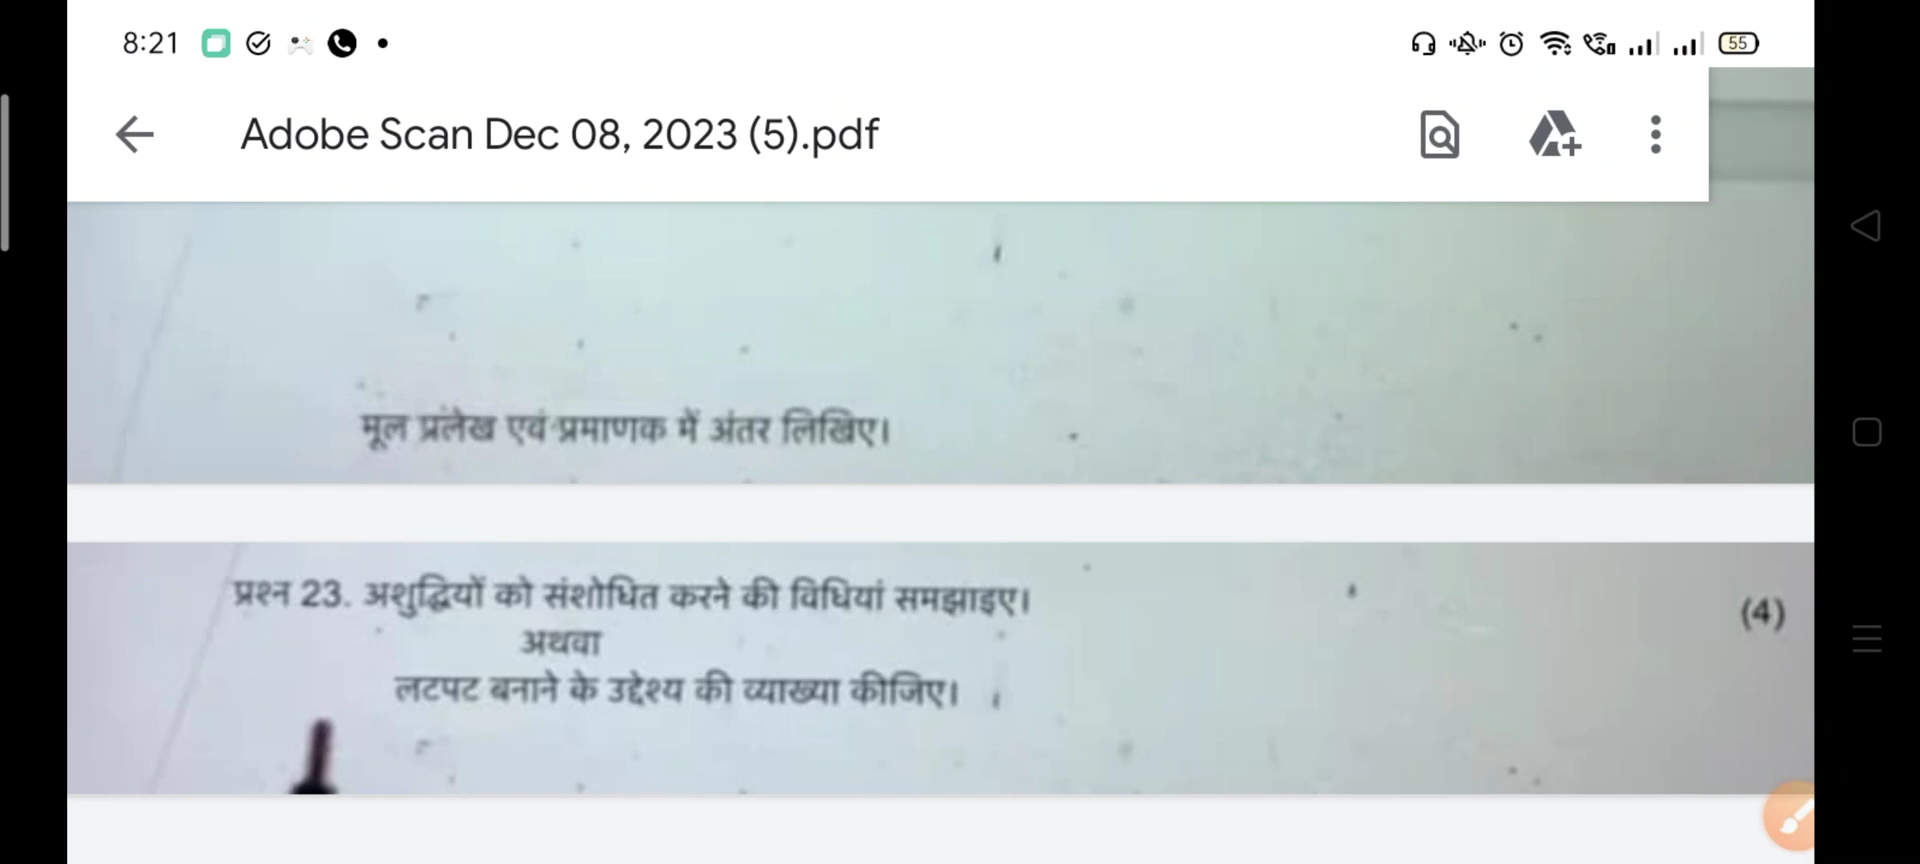 8:21
55
Adobe Scan Dec 08, 2023 (5).pdf
मूल प्रलेख एवं प्रमाणक में अंतर लिखिए।
प्रश्न 23. अशुद्धियों को संशोधित करने की विधियां समझाइए।
(4)
अथवा
लटपट बनाने के उद्देश्य की व्याख्या कीजिए।